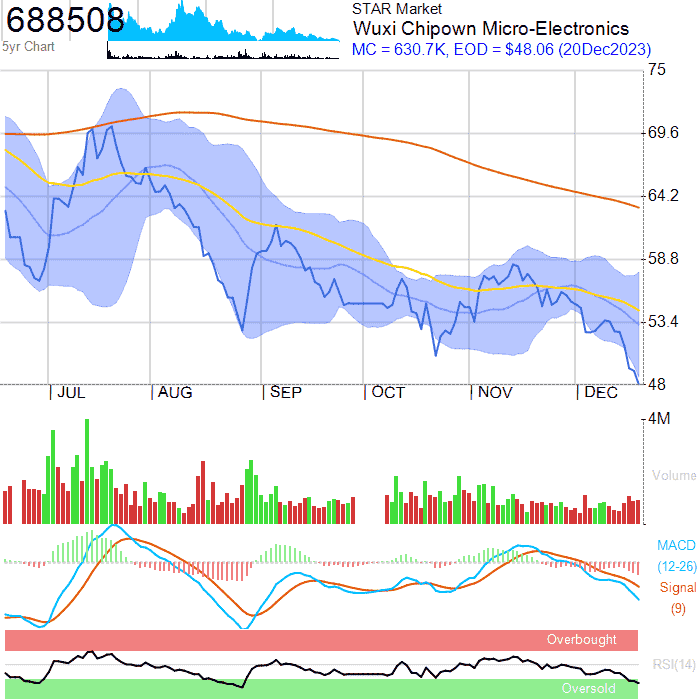 688508
STAR Market
Wuxi Chipown Micro-Electronics
5yr Chart
MC = 630.7K, EOD = $48.06 (20Dec2023)
75
69.6
64.2
58.8
53.4
48
JUL AUG SEP OCT NOV DEC
4M
Volume
MACD
(12-26)
Signal
(9)
Overbought
RSI(14)
Oversold